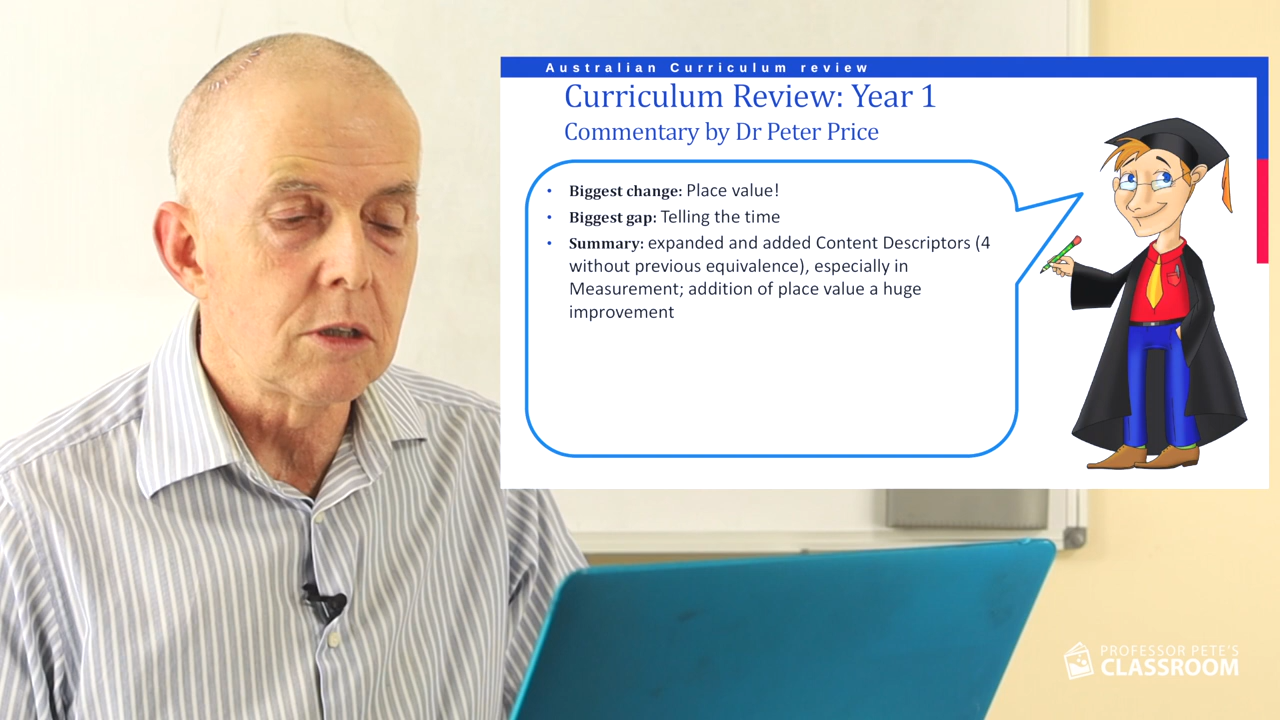 Australian Curriculum review
Curriculum Review: Year 1
Commentary by Dr Peter Price
• Biggest change: Place value!
• Biggest gap: Telling the time
• Summary: expanded and added Content Descriptors (4
without previous equivalence), especially in
Measurement; addition of place value a huge
improvement
PROFESSOR PETE'S
CLASSROOM